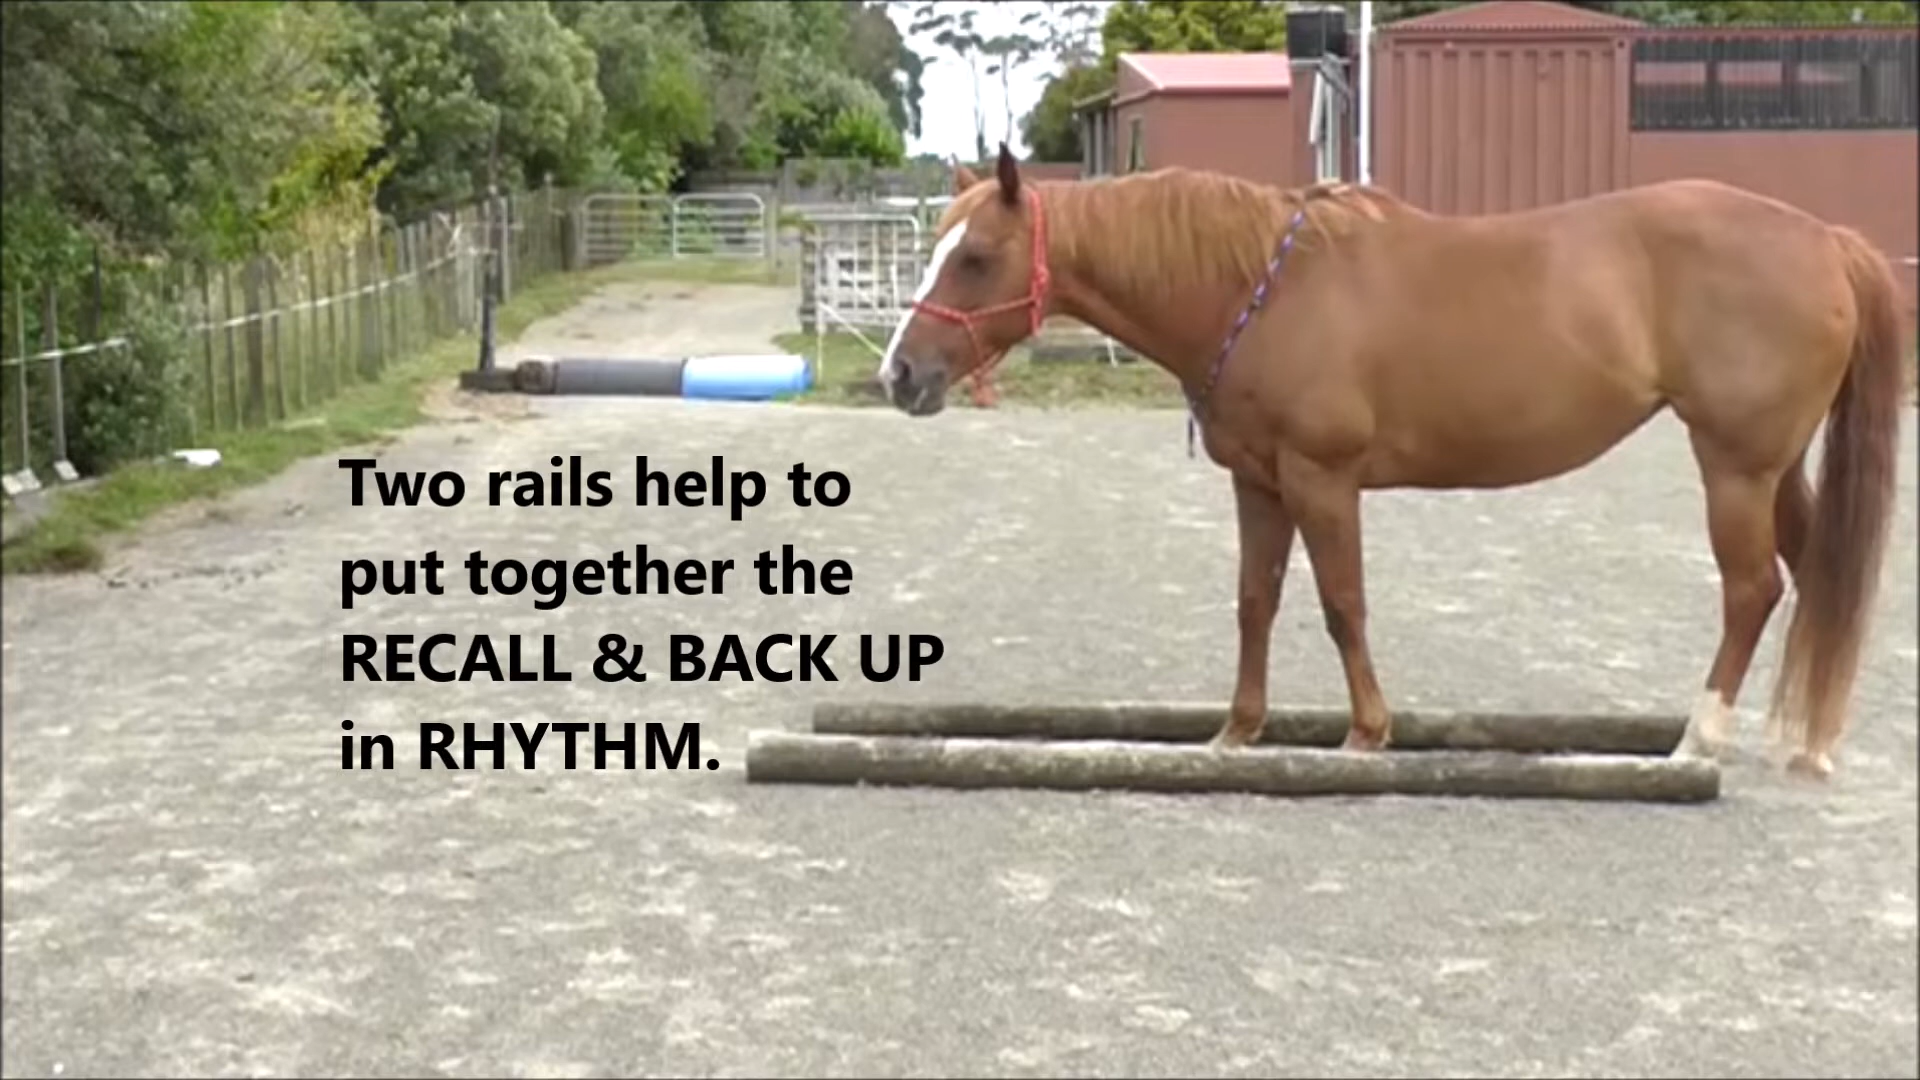 Two rails help to
put together the
RECALL & BACK UP
in RHYTHM.